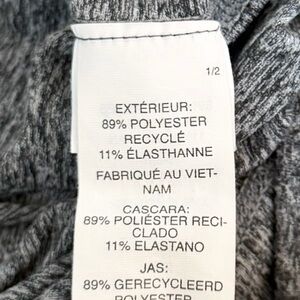 1/2
EXTÉRIEUR:
89% POLYESTER
RECYCLÉ
11% ÉLASTHANNE
FABRIQUÉ AU VIET-
NAM
CASCARA:
89% POLIÉSTER RECI-
CLADO
11% ELASTANO
JAS:
89% GERECYCLEERD
POLYESTER